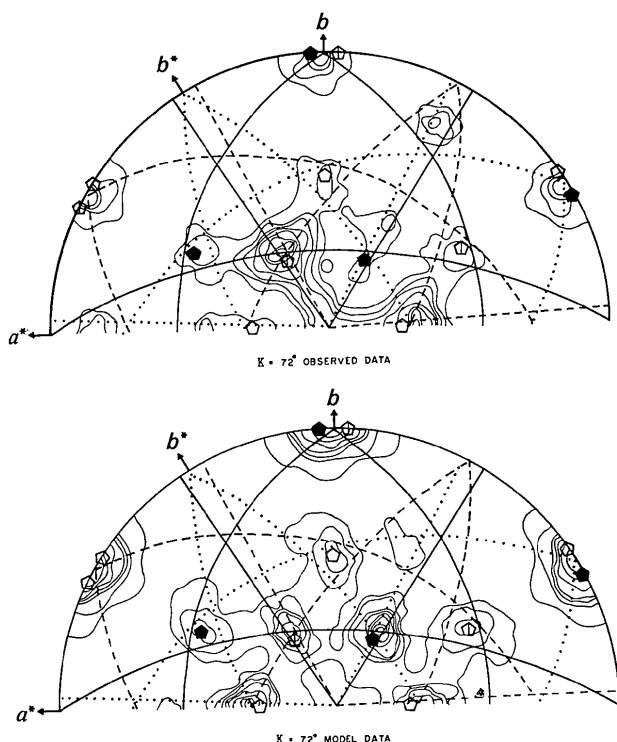 b
b*
a*
K = 72° OBSERVED DATA
b
b*
a*
K = 72° MODEL DATA